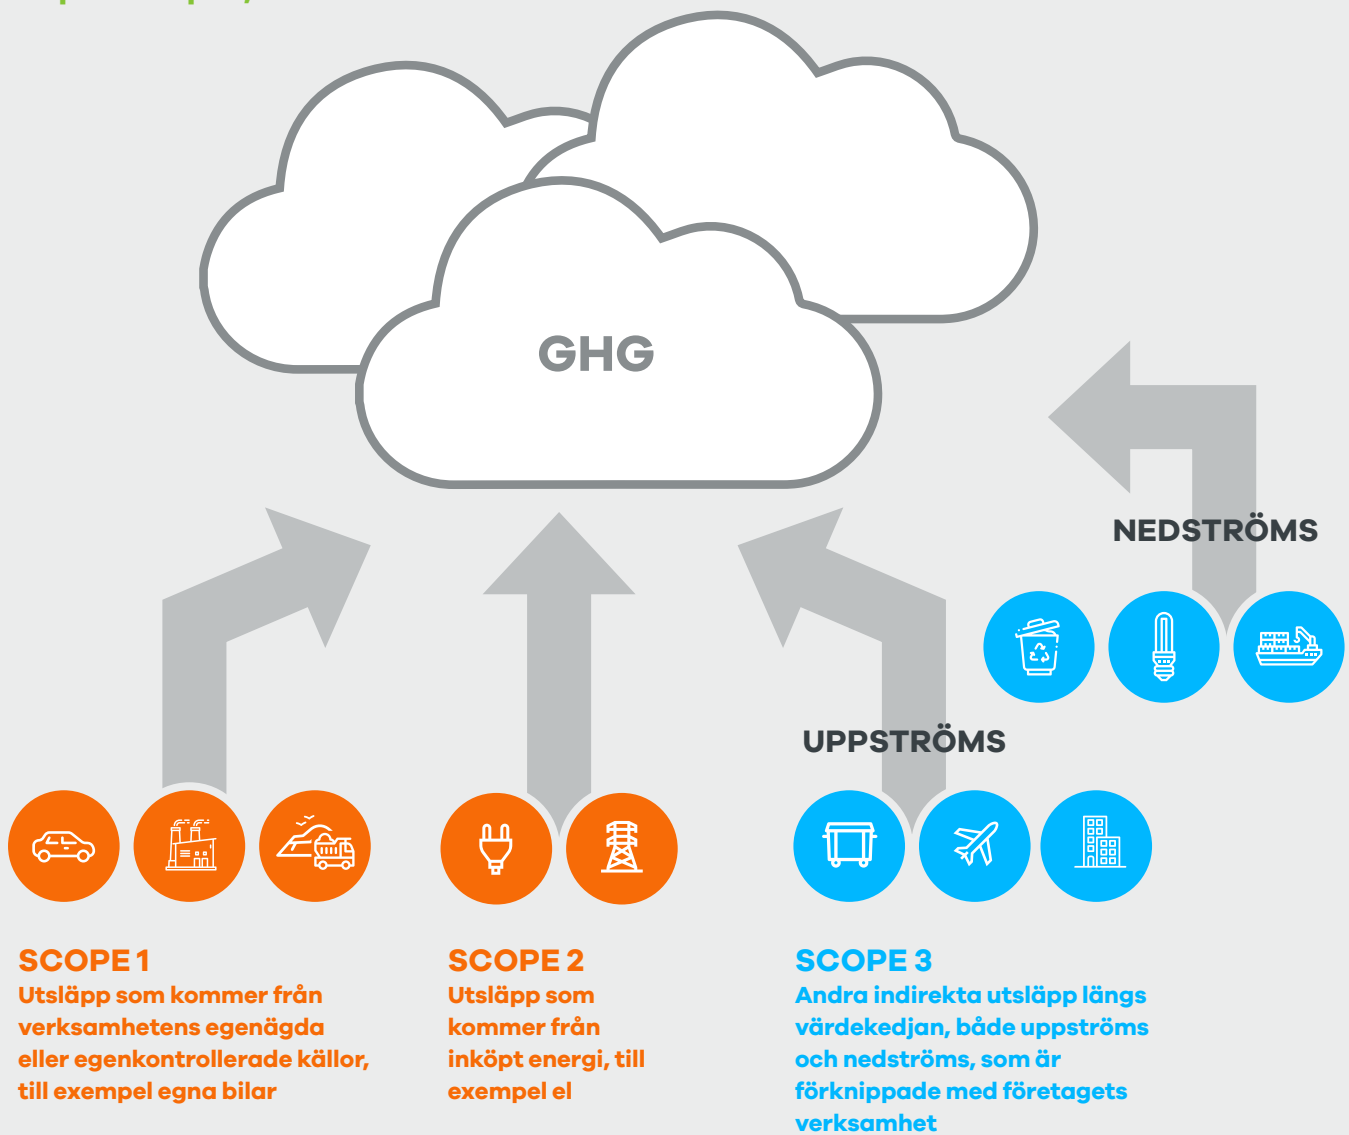 GHG
NEDSTRÖMS
UPPSTRÖMS
SCOPE 1
Utsläpp som kommer från
verksamhetens egenägda
eller egenkontrollerade källor,
till exempel egna bilar
SCOPE 2
Utsläpp som
kommer från
inköpt energi, till
exempel el
SCOPE 3
Andra indirekta utsläpp längs
värdekedjan, både uppströms
och nedströms, som är
förknippade med företagets
verksamhet